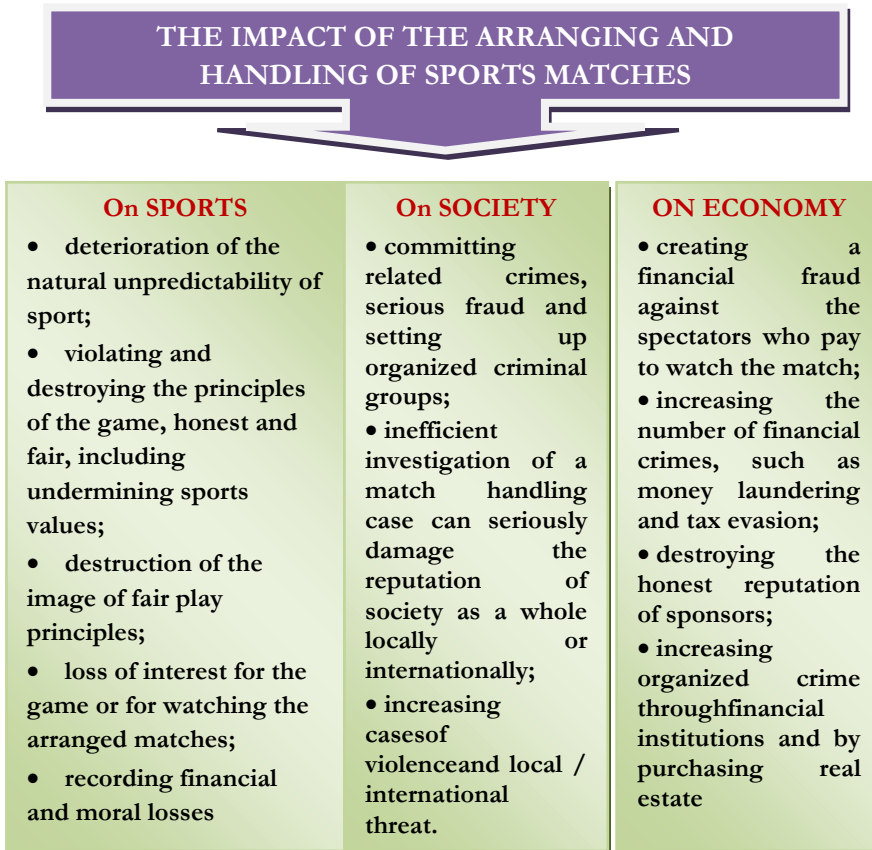 THE IMPACT OF THE ARRANGING AND
HANDLING OF SPORTS MATCHES
On SPORTS
• deterioration of the
natural unpredictability of
sport;
• violating and
destroying the principles
of the game, honest and
fair, including
undermining sports
values;
• destruction of the
image of fair play
principles;
• loss of interest for the
game or for watching the
arranged matches;
• recording financial
and moral losses
On SOCIETY
• committing
related crimes,
serious fraud and
setting up
organized criminal
groups;
• inefficient
investigation of a
match handling
case can seriously
damage the
reputation of
society as a whole
locally or
internationally;
• increasing
casesof
violenceand local /
international
threat.
ON ECONOMY
• creating a
financial fraud
against the
spectators who pay
to watch the match;
• increasing the
number of financial
crimes, such as
money laundering
and tax evasion;
• destroying the
honest reputation
of sponsors;
• increasing
organized crime
throughfinancial
institutions and by
purchasing real
estate